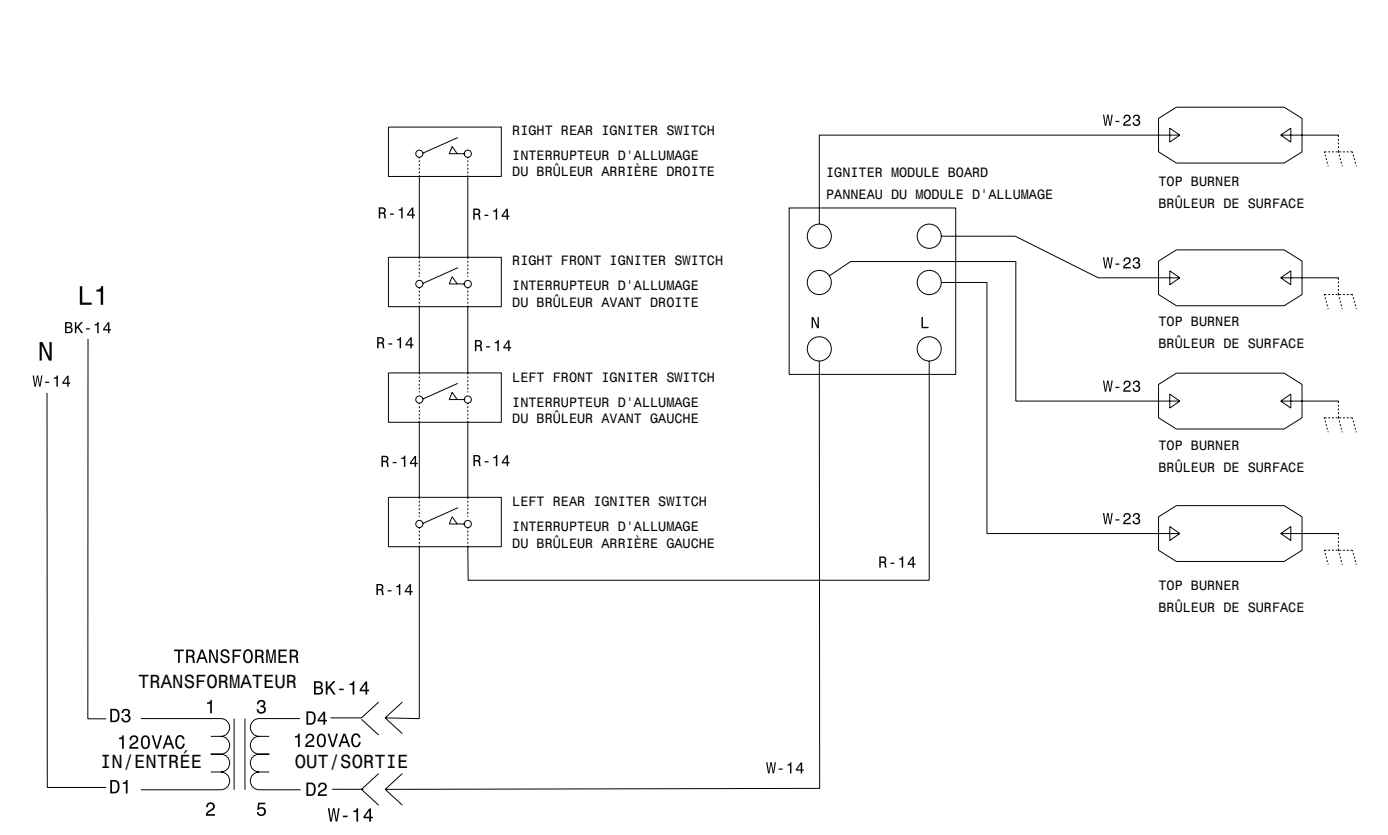 W-23
RIGHT REAR IGNITER SWITCH
INTERRUPTEUR D'ALLUMAGE
DU BRÛLEUR ARRIÈRE DROITE
IGNITER MODULE BOARD
PANNEAU DU MODULE D'ALLUMAGE
TOP BURNER
BRÛLEUR DE SURFACE
R-14
R-14
RIGHT FRONT IGNITER SWITCH
INTERRUPTEUR D'ALLUMAGE
DU BRÛLEUR AVANT DROITE
W-23
L1
BK-14
N
W-14
N
L
TOP BURNER
BRÛLEUR DE SURFACE
R-14
R-14
LEFT FRONT IGNITER SWITCH
INTERRUPTEUR D'ALLUMAGE
DU BRÛLEUR AVANT GAUCHE
W-23
TOP BURNER
BRÛLEUR DE SURFACE
R-14
R-14
LEFT REAR IGNITER SWITCH
INTERRUPTEUR D'ALLUMAGE
DU BRÛLEUR ARRIÈRE GAUCHE
W-23
R-14
R-14
TOP BURNER
BRÛLEUR DE SURFACE
TRANSFORMER
TRANSFORMATEUR
BK-14
1
3
D3
D4
120VAC
IN/ENTRÉE
120VAC
OUT/SORTIE
D1
D2
W-14
2
5
W-14